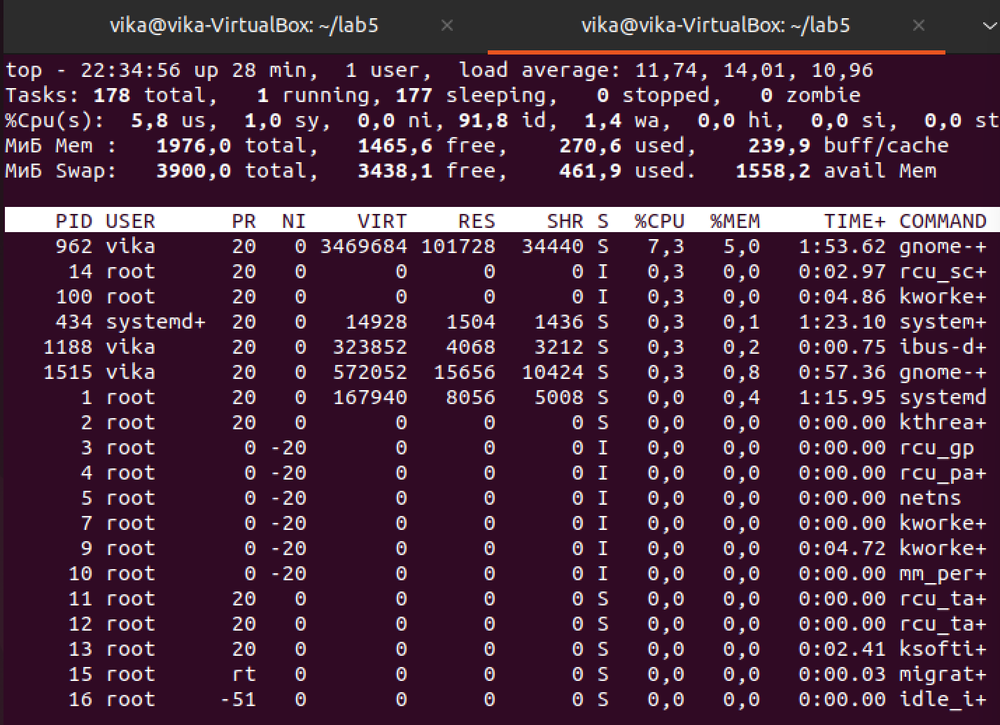 vika@vika-VirtualBox: ~/lab5 × vika@vika-VirtualBox: ~/lab5 ×
top - 22:34:56 up 28 min,  1 user,  load average: 11,74, 14,01, 10,96
Tasks: 178 total,   1 running, 177 sleeping,   0 stopped,   0 zombie
%Cpu(s):  5,8 us,  1,0 sy,  0,0 ni, 91,8 id,  1,4 wa,  0,0 hi,  0,0 si,  0,0 st
МиБ Mem :   1976,0 total,   1465,6 free,    270,6 used,    239,9 buff/cache
МиБ Swap:   3900,0 total,   3438,1 free,    461,9 used.   1558,2 avail Mem
PID USER      PR  NI    VIRT    RES    SHR S  %CPU  %MEM     TIME+ COMMAND
962 vika      20   0 3469684 101728  34440 S   7,3   5,0   1:53.62 gnome-+
14 root      20   0       0      0      0 I   0,3   0,0   0:02.97 rcu_sc+
100 root      20   0       0      0      0 I   0,3   0,0   0:04.86 kworke+
434 systemd+  20   0   14928   1504   1436 S   0,3   0,1   1:23.10 system+
1188 vika      20   0  323852   4068   3212 S   0,3   0,2   0:00.75 ibus-d+
1515 vika      20   0  572052  15656  10424 S   0,3   0,8   0:57.36 gnome-+
1 root      20   0  167940   8056   5008 S   0,0   0,4   1:15.95 systemd
2 root      20   0       0      0      0 S   0,0   0,0   0:00.00 kthrea+
3 root       0 -20       0      0      0 I   0,0   0,0   0:00.00 rcu_gp
4 root       0 -20       0      0      0 I   0,0   0,0   0:00.00 rcu_pa+
5 root       0 -20       0      0      0 I   0,0   0,0   0:00.00 netns
7 root       0 -20       0      0      0 I   0,0   0,0   0:00.00 kworke+
9 root       0 -20       0      0      0 I   0,0   0,0   0:04.72 kworke+
10 root       0 -20       0      0      0 I   0,0   0,0   0:00.00 mm_per+
11 root      20   0       0      0      0 S   0,0   0,0   0:00.00 rcu_ta+
12 root      20   0       0      0      0 S   0,0   0,0   0:00.00 rcu_ta+
13 root      20   0       0      0      0 S   0,0   0,0   0:02.41 ksofti+
15 root      rt   0       0      0      0 S   0,0   0,0   0:00.03 migrat+
16 root     -51   0       0      0      0 S   0,0   0,0   0:00.00 idle_i+